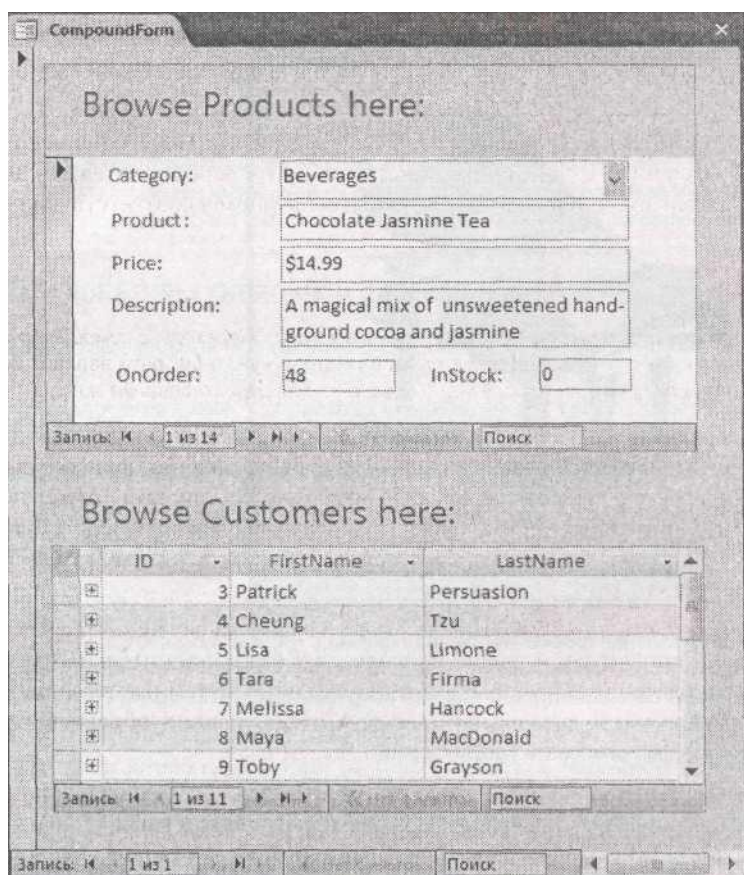 CompoundForm
Browse Products here:
Category: Beverages
Product: Chocolate Jasmine Tea
Price: $14.99
Description: A magical mix of unsweetened hand-
ground cocoa and jasmine
OnOrder: 48 InStock: 0
Запись: 1 из 14 Поиск
Browse Customers here:
ID FirstName LastName
3 Patrick Persuasion
4 Cheung Tzu
5 Lisa Limone
6 Tara Firma
7 Melissa Hancock
8 Maya MacDonald
9 Toby Grayson
Запись: 1 из 11 Поиск
Запись: 1 из 1 Поиск